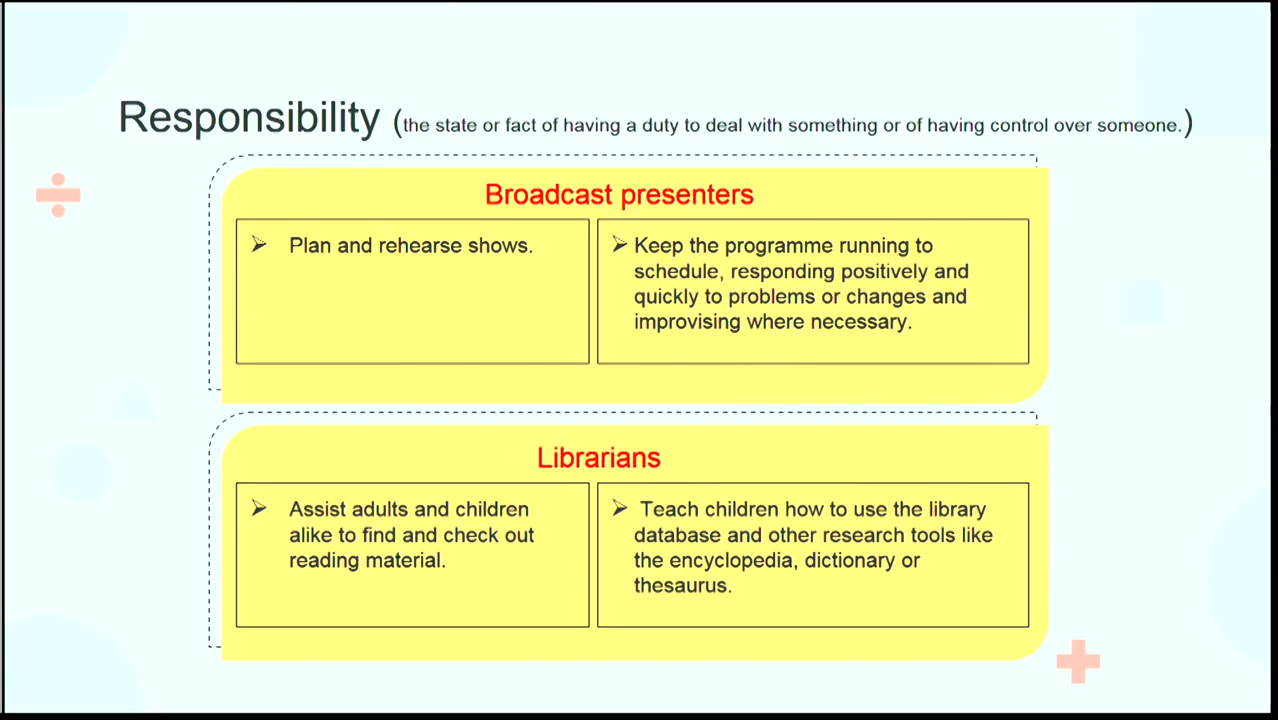 Responsibility (the state or fact of having a duty to deal with something or of having control over someone.)
Broadcast presenters
➢ Plan and rehearse shows.
➢ Keep the programme running to
schedule, responding positively and
quickly to problems or changes and
improvising where necessary.
Librarians
➢ Assist adults and children
alike to find and check out
reading material.
➢ Teach children how to use the library
database and other research tools like
the encyclopedia, dictionary or
thesaurus.